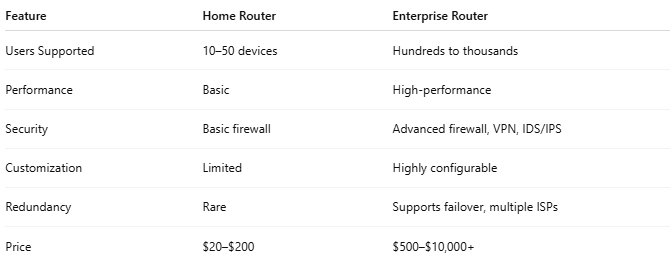 Feature Home Router Enterprise Router
Users Supported 10–50 devices Hundreds to thousands
Performance Basic High-performance
Security Basic firewall Advanced firewall, VPN, IDS/IPS
Customization Limited Highly configurable
Redundancy Rare Supports failover, multiple ISPs
Price $20–$200 $500–$10,000+